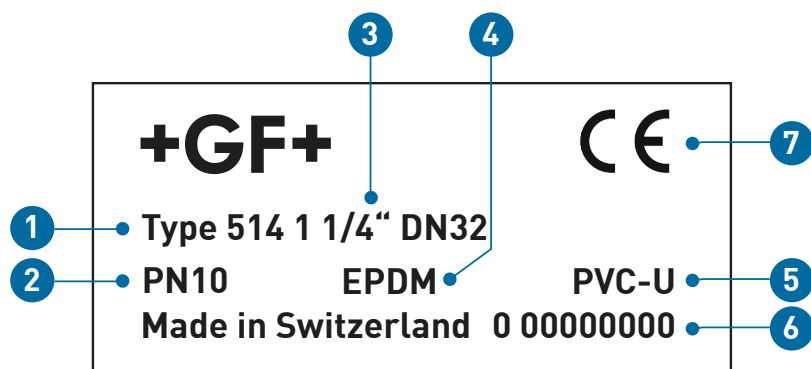 3 4
+GF+ CE 7
1 Type 514 1 1/4“ DN32
2 PN10 EPDM PVC-U 5
Made in Switzerland 0 00000000 6